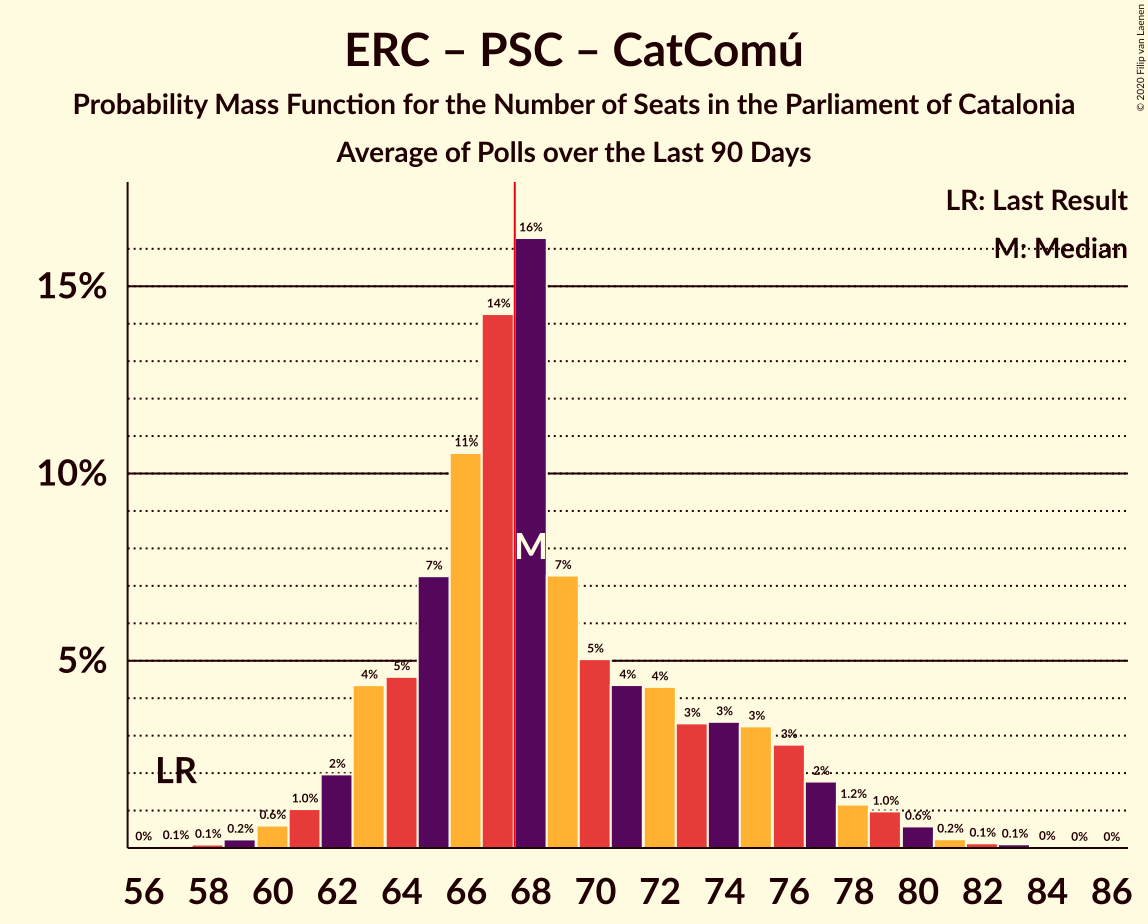 ERC – PSC – CatComú
Probability Mass Function for the Number of Seats in the Parliament of Catalonia
Average of Polls over the Last 90 Days
© 2020 Filip van Laenen
LR: Last Result
M: Median
15%
10%
5%
0% 0.1% 0.1% 0.2% 0.6% 1.0% 2% 4% 5% 7% 11% 14% 16% 7% 5% 4% 4% 3% 3% 3% 3% 2% 1.2% 1.0% 0.6% 0.2% 0.1% 0.1% 0% 0% 0%
M
LR
56 58 60 62 64 66 68 70 72 74 76 78 80 82 84 86